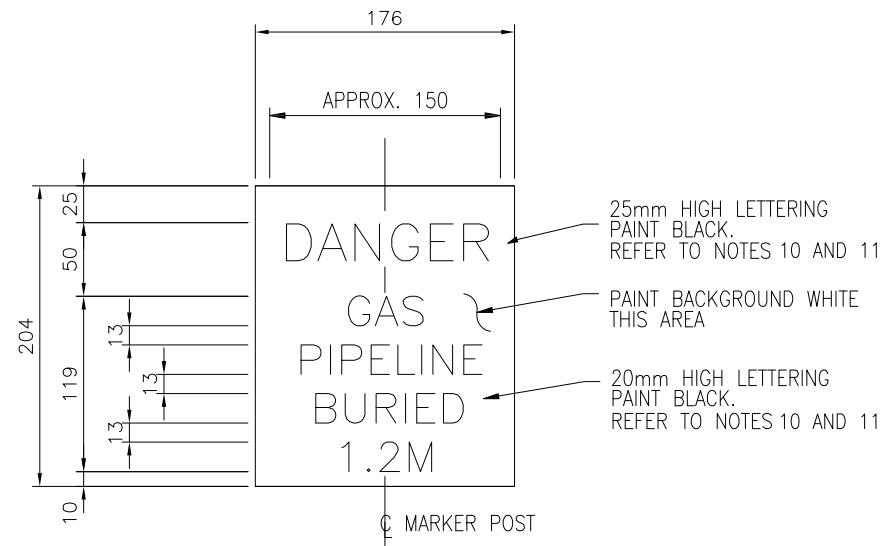 176
APPROX. 150
25
50
204
119
13
13
13
10
DANGER
GAS
PIPELINE
BURIED
1.2M
25mm HIGH LETTERING
PAINT BLACK.
REFER TO NOTES 10 AND 11
PAINT BACKGROUND WHITE
THIS AREA
20mm HIGH LETTERING
PAINT BLACK.
REFER TO NOTES 10 AND 11
℄ MARKER POST